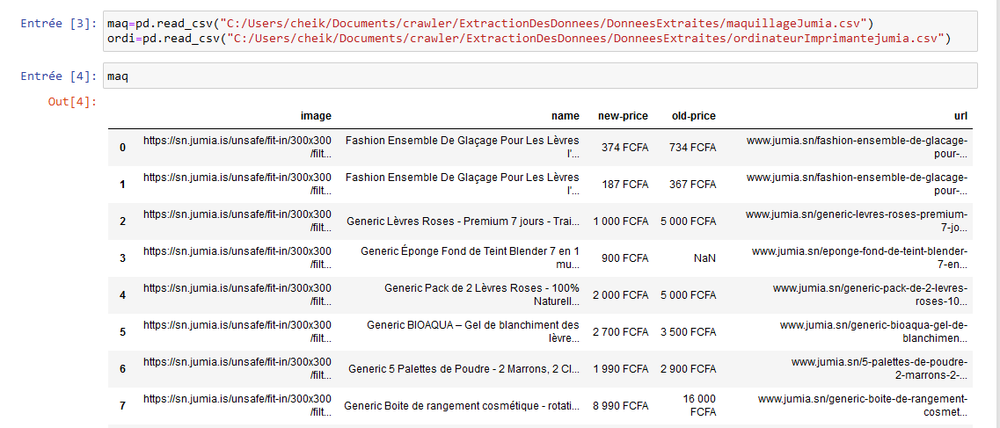 Entrée [3]: maq=pd.read_csv("C:/Users/cheik/Documents/crawler/ExtractionDesDonnees/DonneesExtraites/maquillageJumia.csv")
ordi=pd.read_csv("C:/Users/cheik/Documents/crawler/ExtractionDesDonnees/DonneesExtraites/ordinateurImprimantejumia.csv")
Entrée [4]: maq
Out[4]:
image name new-price old-price url
0 https://sn.jumia.is/unsafe/fit-in/300x300 Fashion Ensemble De Glaçage Pour Les Lèvres 374 FCFA 734 FCFA www.jumia.sn/fashion-ensemble-de-glacage-
/filt... l'... pour-...
1 https://sn.jumia.is/unsafe/fit-in/300x300 Fashion Ensemble De Glaçage Pour Les Lèvres 187 FCFA 367 FCFA www.jumia.sn/fashion-ensemble-de-glacage-
/filt... l'... pour-...
2 https://sn.jumia.is/unsafe/fit-in/300x300 Generic Lèvres Roses - Premium 7 jours - Trai... 1 000 FCFA 5 000 FCFA www.jumia.sn/generic-levres-roses-premium-
/filt... 7-jo...
3 https://sn.jumia.is/unsafe/fit-in/300x300 Generic Éponge Fond de Teint Blender 7 en 1 900 FCFA NaN www.jumia.sn/eponge-fond-de-teint-blender-
/filt... mu... 7-en...
4 https://sn.jumia.is/unsafe/fit-in/300x300 Generic Pack de 2 Lèvres Roses - 100% 2 000 FCFA 5 000 FCFA www.jumia.sn/generic-pack-de-2-levres-
/filt... Naturell... roses-10...
5 https://sn.jumia.is/unsafe/fit-in/300x300 Generic BIOAQUA – Gel de blanchiment des 2 700 FCFA 3 500 FCFA www.jumia.sn/generic-bioaqua-gel-de-
/filt... lèvre... blanchimen...
6 https://sn.jumia.is/unsafe/fit-in/300x300 Generic 5 Palettes de Poudre - 2 Marrons, 2 Cl... 1 990 FCFA 2 900 FCFA www.jumia.sn/5-palettes-de-poudre-
/filt... 2-marrons-2-...
7 https://sn.jumia.is/unsafe/fit-in/300x300 Generic Boite de rangement cosmétique - rotati... 8 990 FCFA 16 000 www.jumia.sn/generic-boite-de-rangement-
/filt... FCFA cosmet...